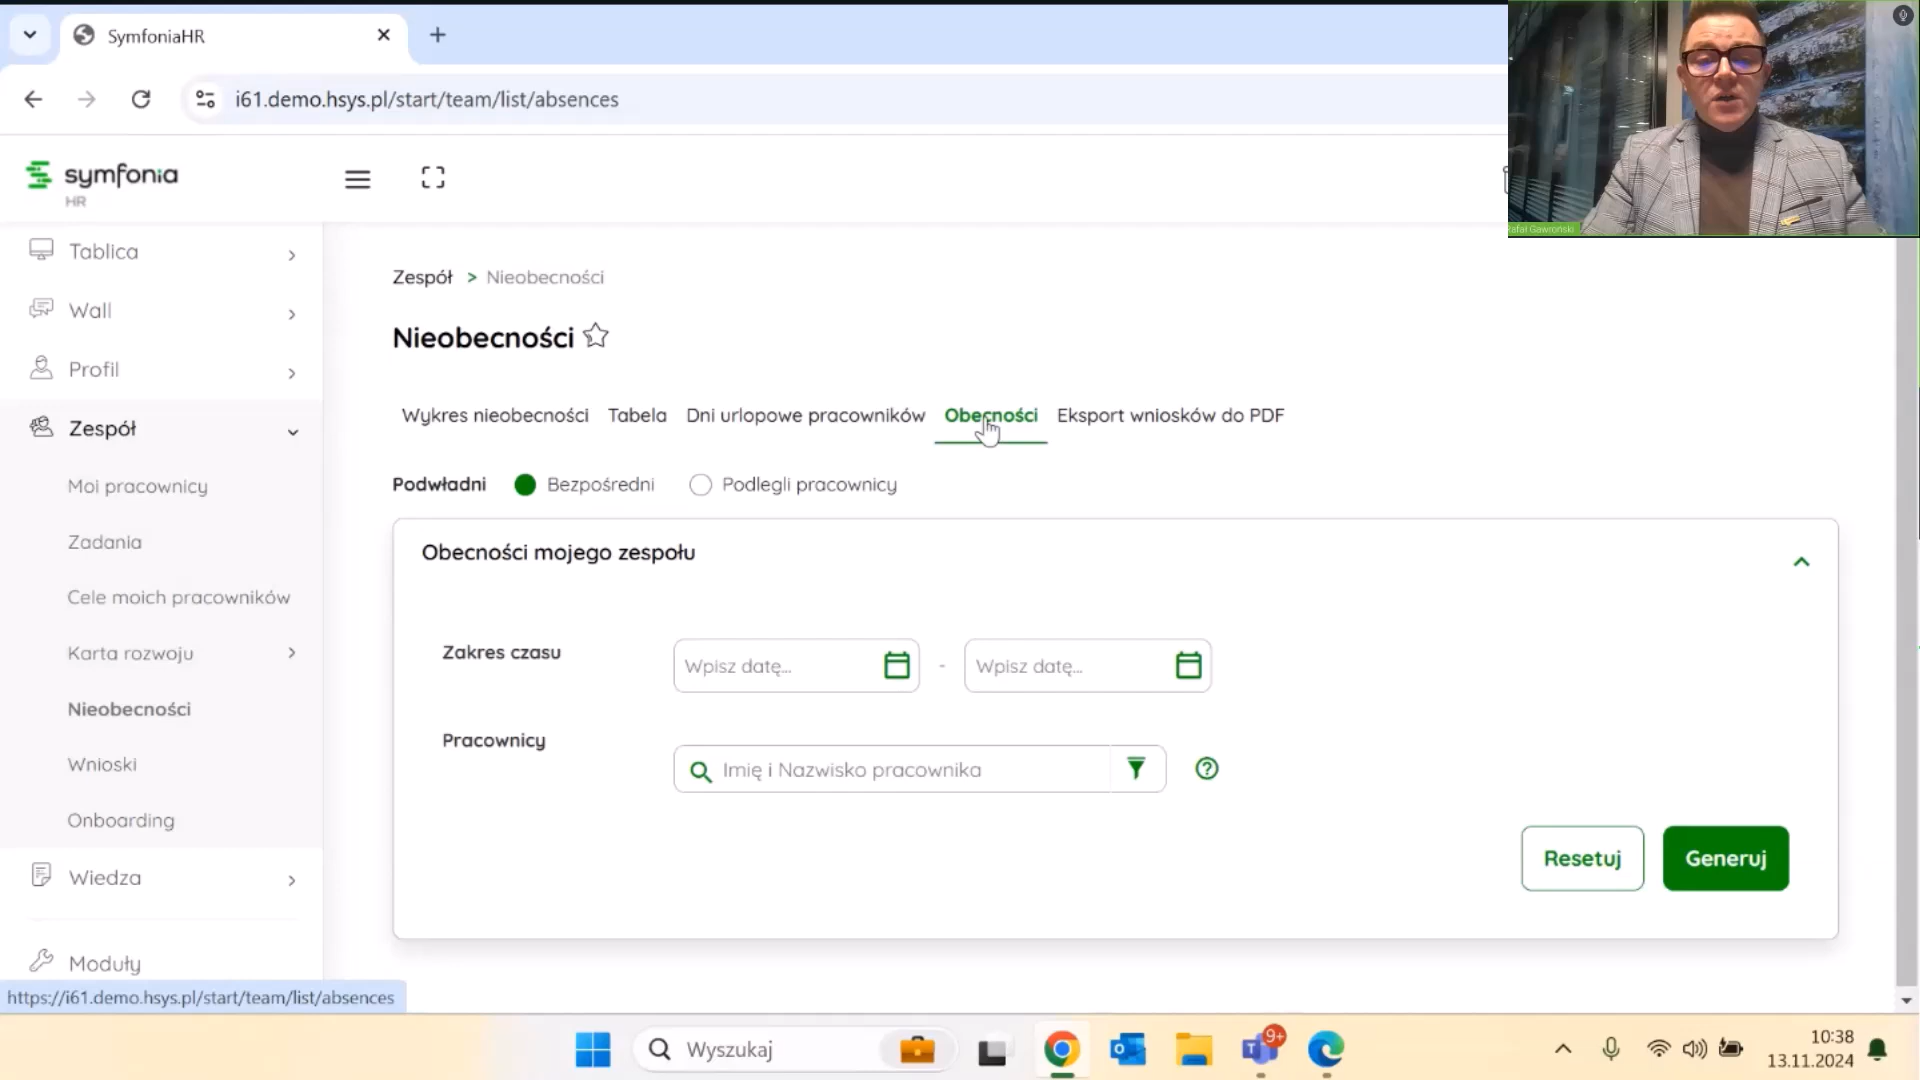 SymfoniaHR
i61.demo.hsys.pl/start/team/list/absences
symfonia
HR
Rafał Gawroński
Tablica
Wall
Profil
Zespół
Moi pracownicy
Zadania
Cele moich pracowników
Karta rozwoju
Nieobecności
Wnioski
Onboarding
Wiedza
Moduły
Zespół > Nieobecności
Nieobecności
Wykres nieobecności Tabela Dni urlopowe pracowników Obecności Eksport wniosków do PDF
Podwładni Bezpośredni Podlegli pracownicy
Obecności mojego zespołu
Zakres czasu Wpisz datę... - Wpisz datę...
Pracownicy
Imię i Nazwisko pracownika
Resetuj Generuj
https://i61.demo.hsys.pl/start/team/list/absences
Wyszukaj
9+
10:38
13.11.2024